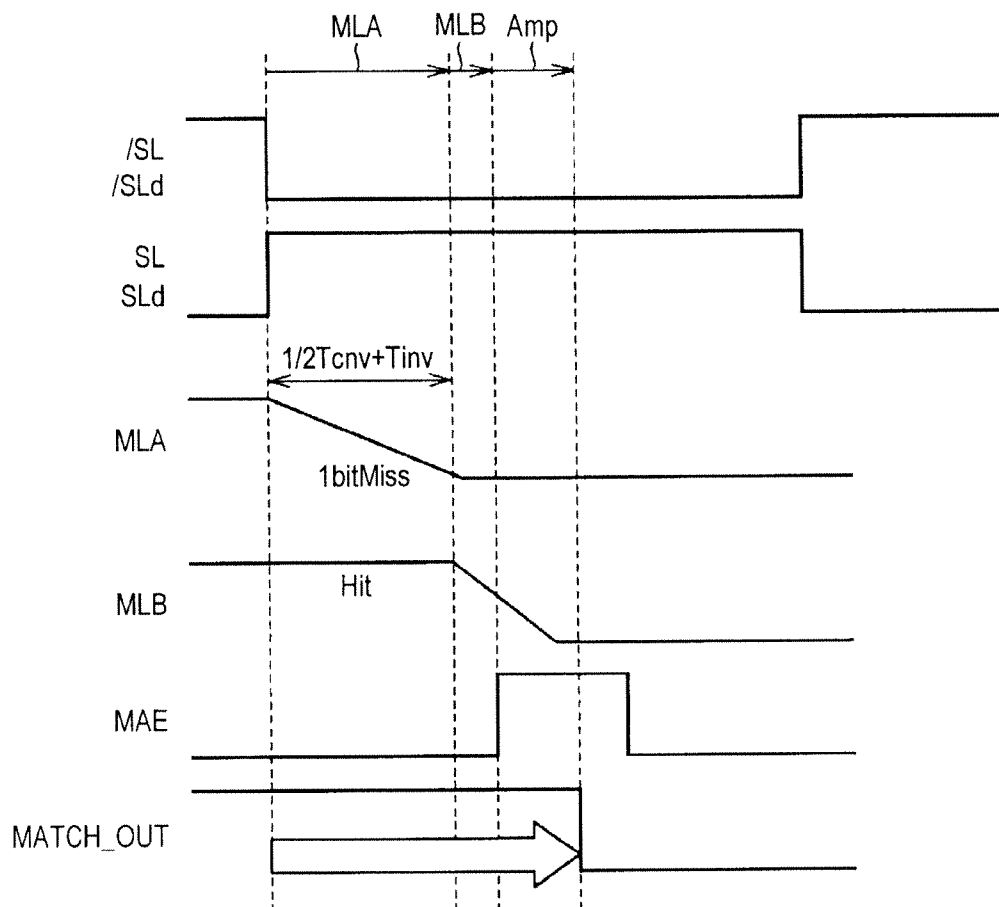 MLA MLB Amp
/SL
/SLd
SL
SLd
1/2Tcnv+Tinv
MLA
1bitMiss
Hit
MLB
MAE
MATCH_OUT